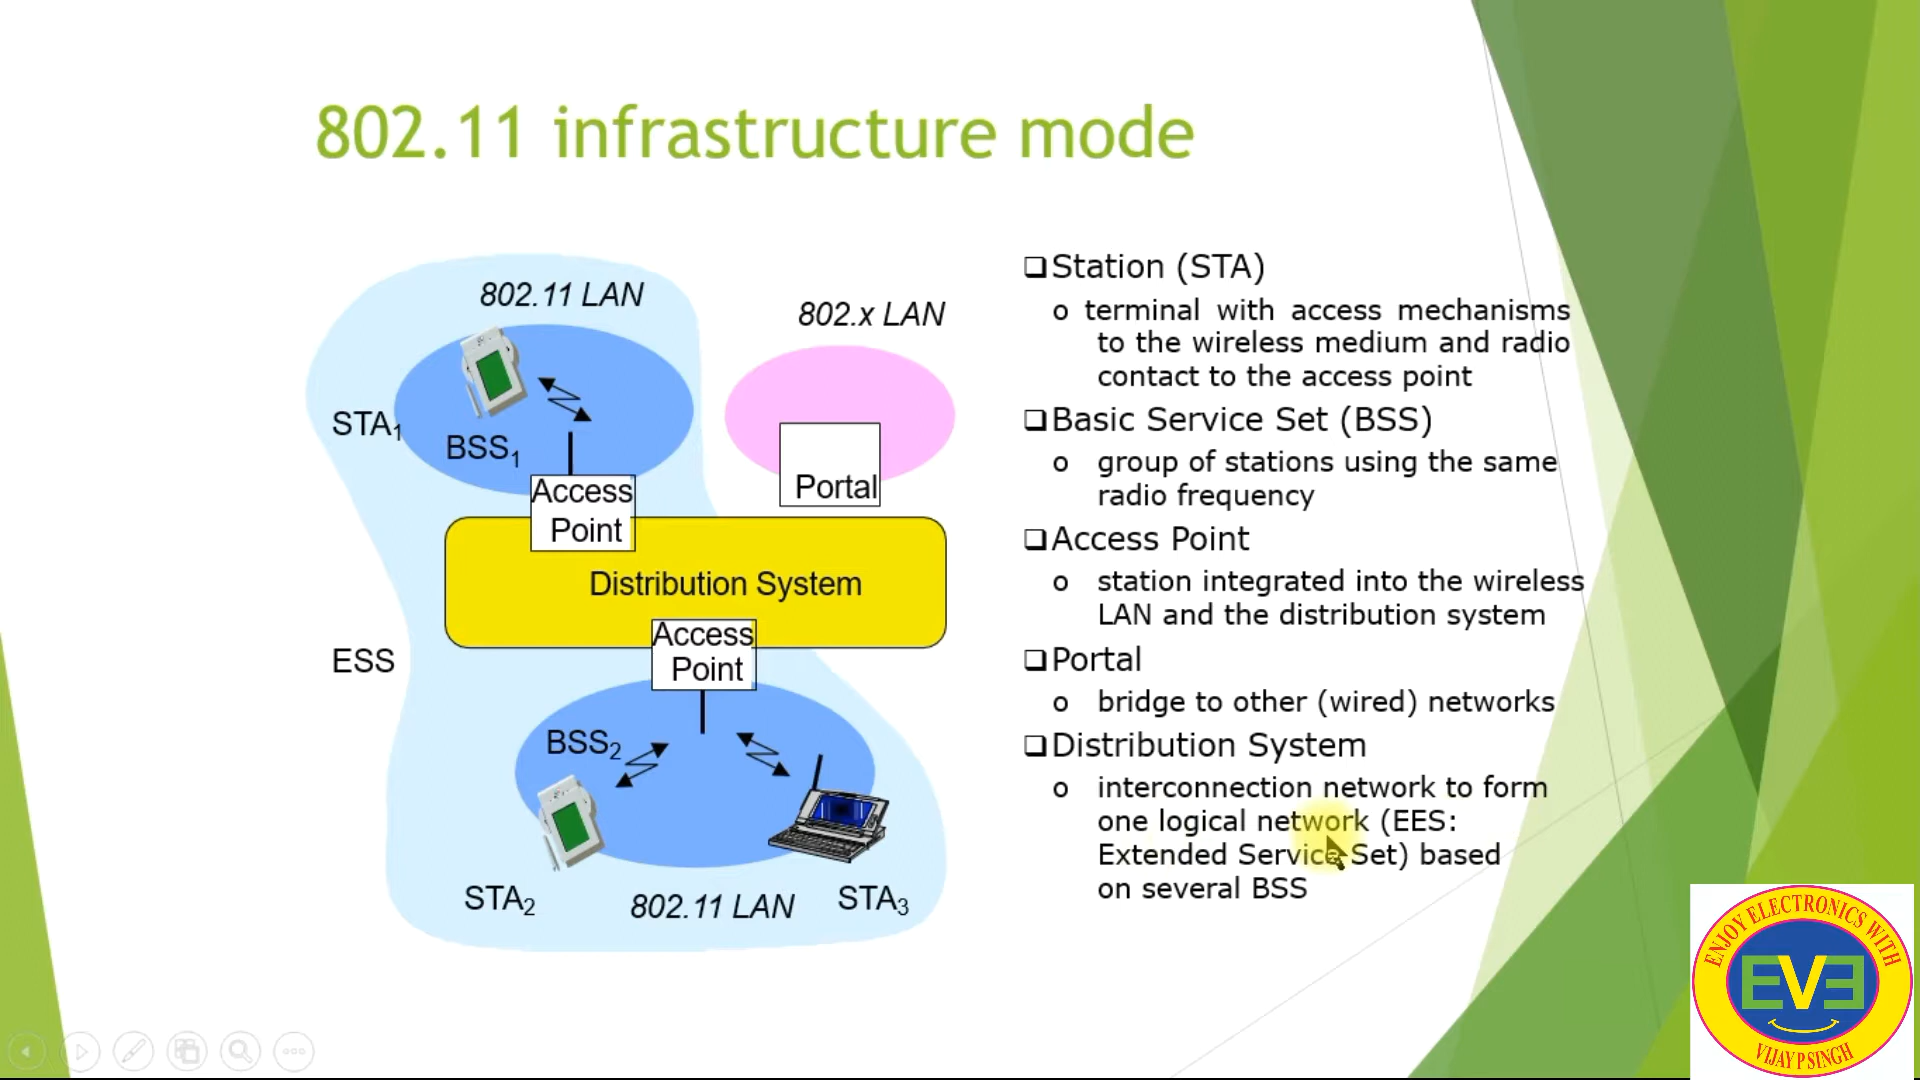 802.11 infrastructure mode
802.11 LAN
802.x LAN
STA1
BSS1
Access
Point
Portal
Distribution System
Access
Point
ESS
BSS2
STA2
802.11 LAN
STA3
Station (STA)
o terminal with access mechanisms
to the wireless medium and radio
contact to the access point
Basic Service Set (BSS)
o group of stations using the same
radio frequency
Access Point
o station integrated into the wireless
LAN and the distribution system
Portal
o bridge to other (wired) networks
Distribution System
o interconnection network to form
one logical network (EES:
Extended Service Set) based
on several BSS
ENJOY ELECTRONICS WITH
EVE
VIJAY P SINGH